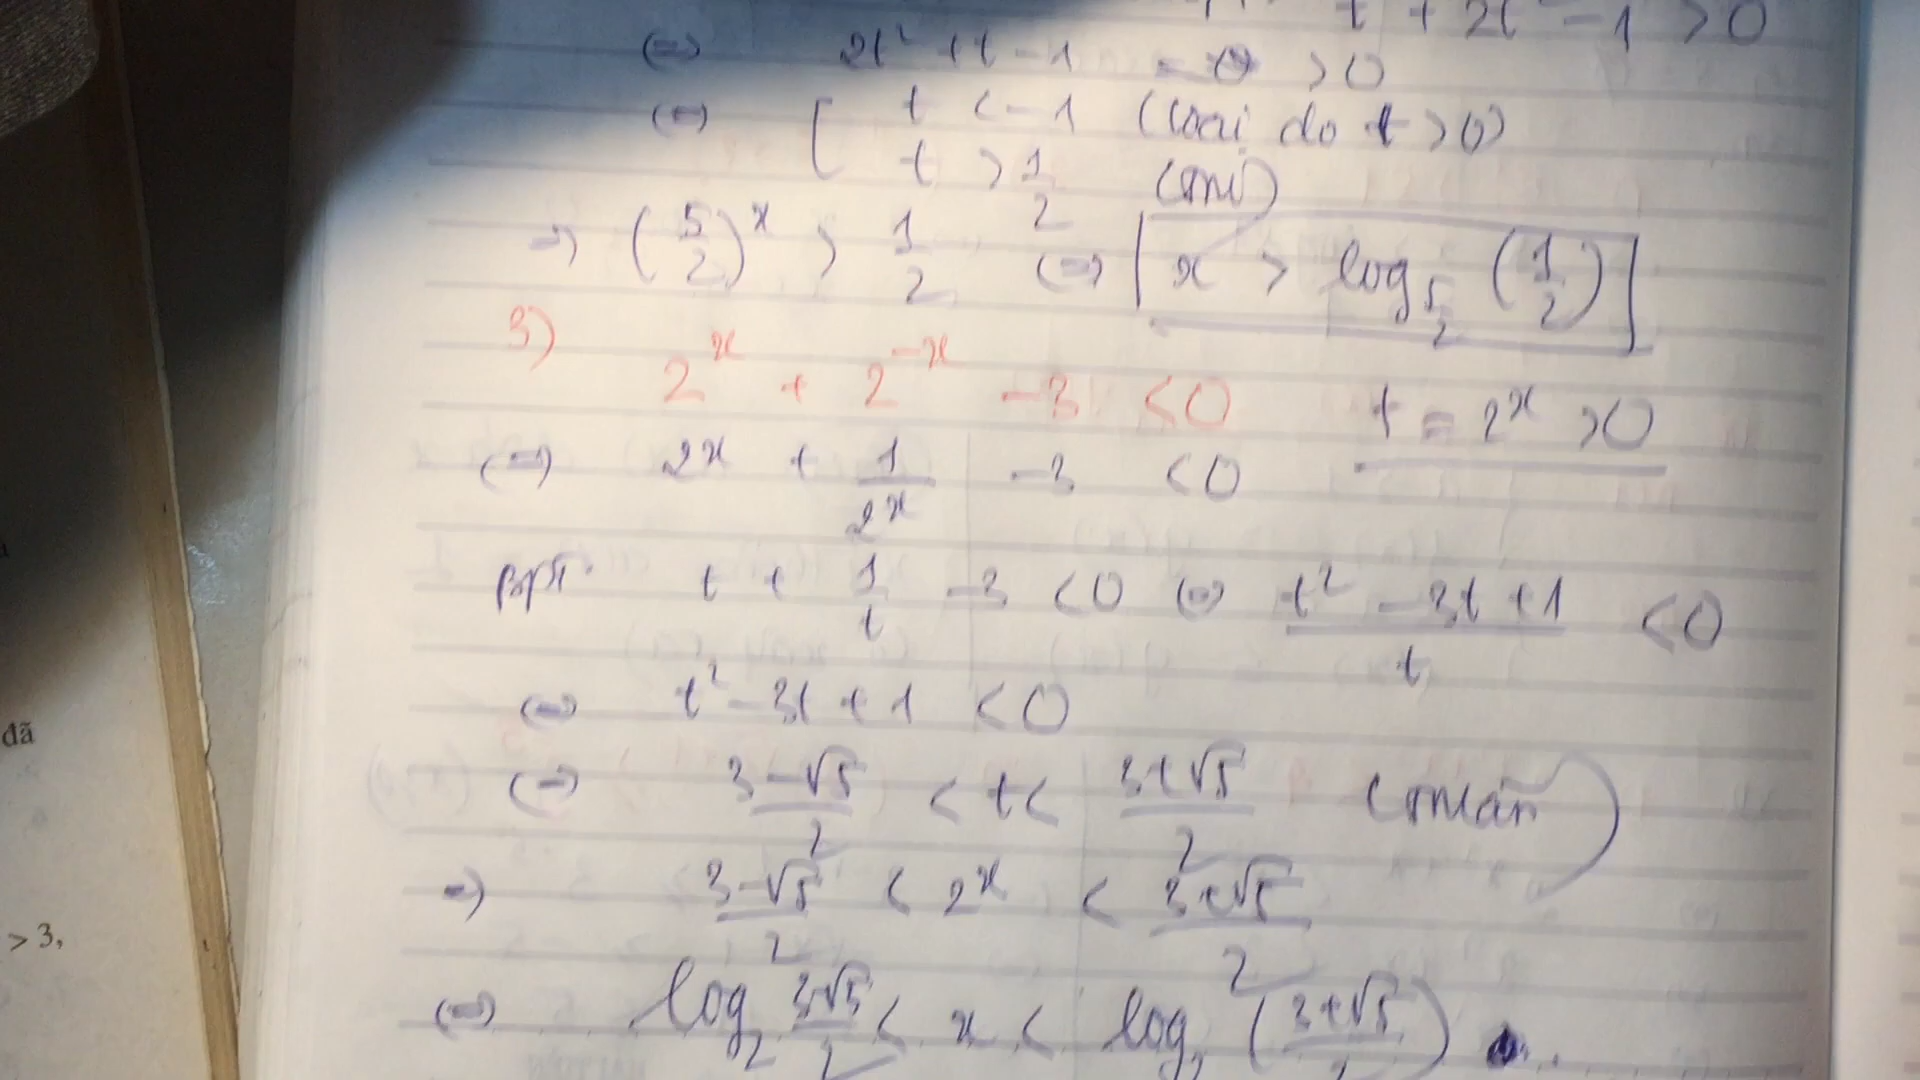 t + 2t² - 1 > 0
(=) 2t² + t - 1 > 0
(=) [ t < -1 (loại do t > 0)
t > 1/2 (tm)
=) (5/2)^x > 1/2 (=) [x > log_{5/2} (1/2)]
3) 2^x + 2^{-x} - 3 < 0 t = 2^x > 0
(=) 2^x + 1/2^x - 3 < 0
BPT: t + 1/t - 3 < 0 (=) (t² - 3t + 1)/t < 0
(=) t² - 3t + 1 < 0
(=) (3-√5)/2 < t < (3+√5)/2
=) (3-√5)/2 < 2^x < (3+√5)/2
(=) log_2 (3√5)/2 < x < log_2 ((3+√5)/2)
đã
> 3,